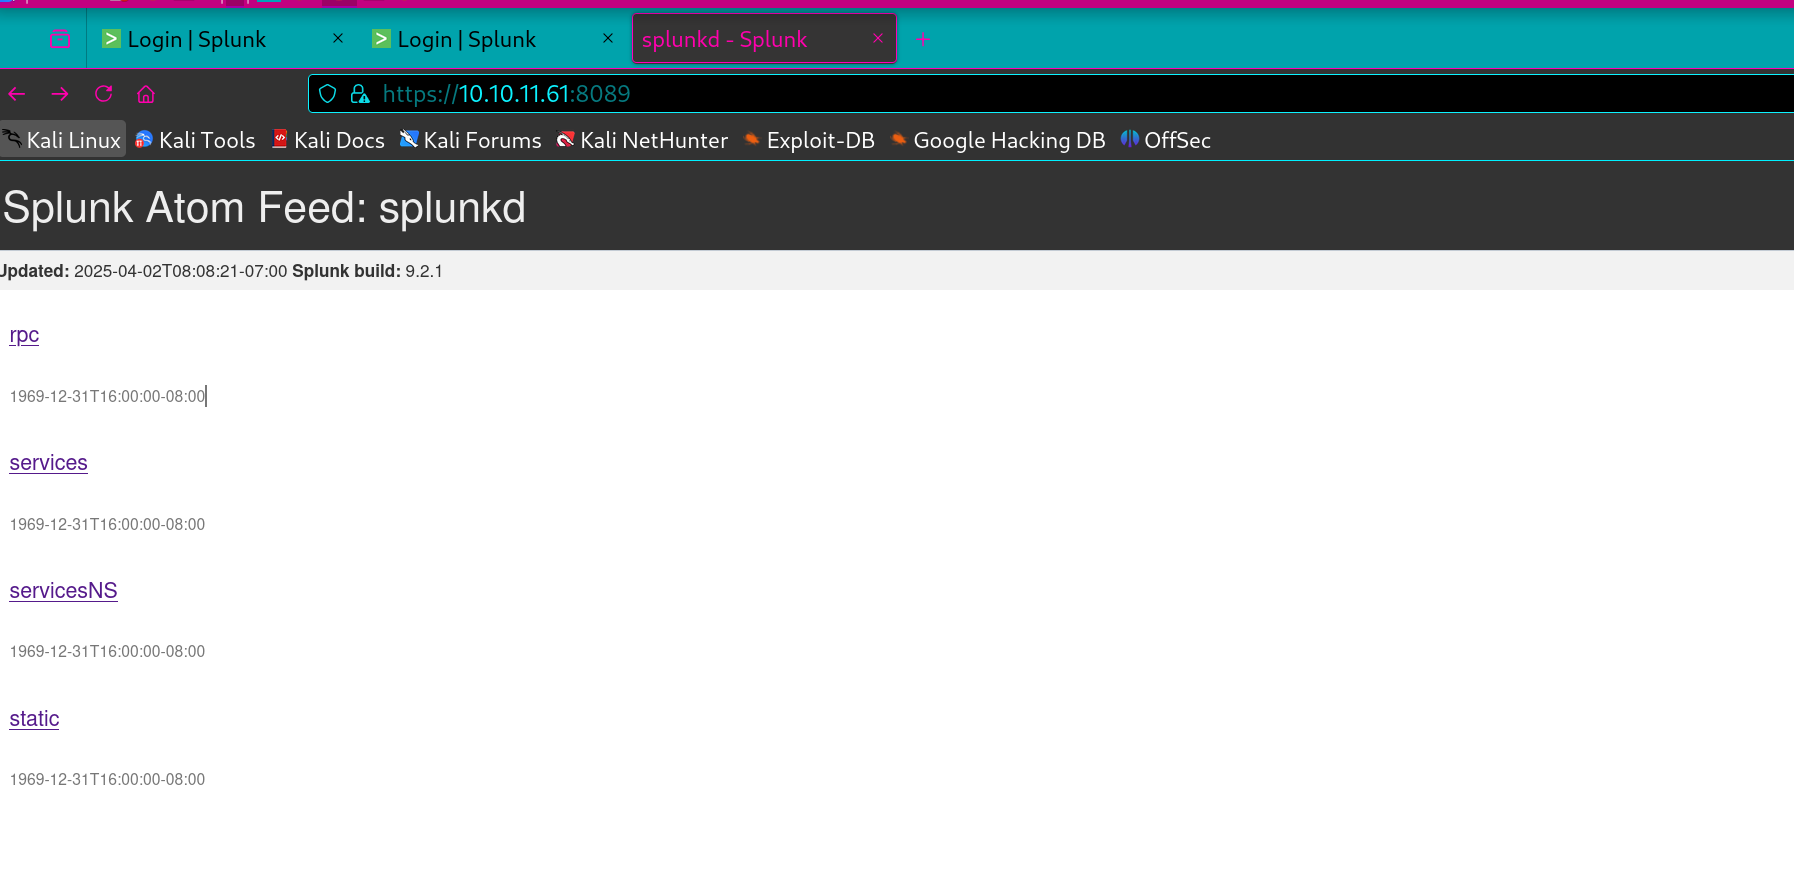 Login | Splunk × Login | Splunk × splunkd - Splunk × +
https://10.10.11.61:8089
Kali Linux Kali Tools Kali Docs Kali Forums Kali NetHunter Exploit-DB Google Hacking DB OffSec
Splunk Atom Feed: splunkd
Updated: 2025-04-02T08:08:21-07:00 Splunk build: 9.2.1
rpc
1969-12-31T16:00:00-08:00
services
1969-12-31T16:00:00-08:00
servicesNS
1969-12-31T16:00:00-08:00
static
1969-12-31T16:00:00-08:00